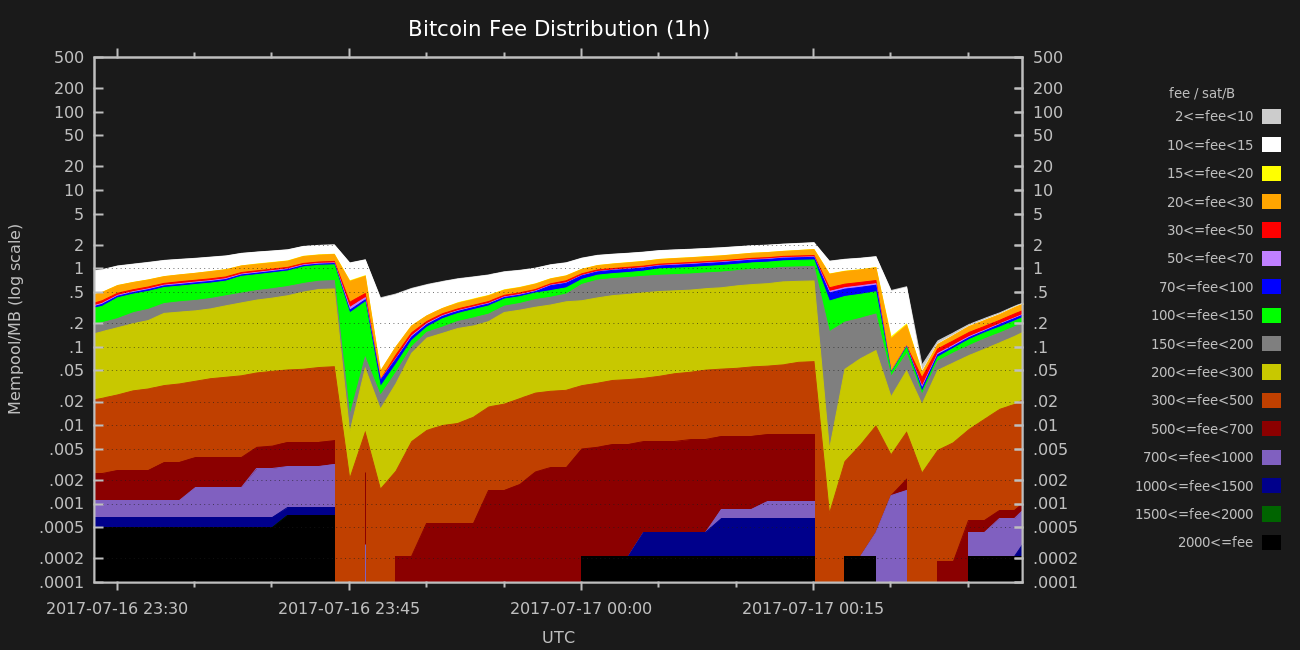 Bitcoin Fee Distribution (1h)
500 500
200 200
100 100
50 50
20 20
10 10
5 5
2 2
1 1
.5 .5
.2 .2
.1 .1
.05 .05
.02 .02
.01 .01
.005 .005
.002 .002
.001 .001
.0005 .0005
.0002 .0002
.0001 .0001
Mempool/MB (log scale)
2017-07-16 23:30 2017-07-16 23:45 2017-07-17 00:00 2017-07-17 00:15
UTC
fee / sat/B
2<=fee<10
10<=fee<15
15<=fee<20
20<=fee<30
30<=fee<50
50<=fee<70
70<=fee<100
100<=fee<150
150<=fee<200
200<=fee<300
300<=fee<500
500<=fee<700
700<=fee<1000
1000<=fee<1500
1500<=fee<2000
2000<=fee